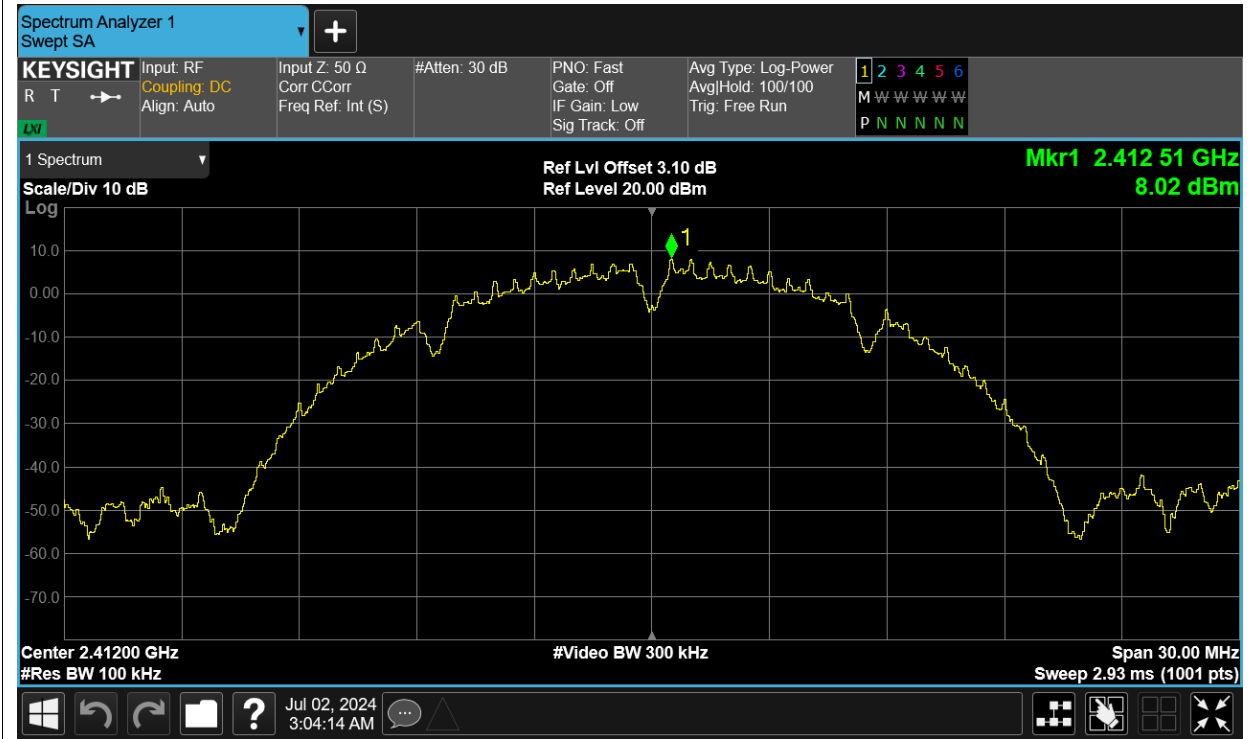 Spectrum Analyzer 1
Swept SA
KEYSIGHT
R T
LXI
Input: RF
Coupling: DC
Align: Auto
Input Z: 50 Ω
Corr CCorr
Freq Ref: Int (S)
#Atten: 30 dB
PNO: Fast
Gate: Off
IF Gain: Low
Sig Track: Off
Avg Type: Log-Power
Avg|Hold: 100/100
Trig: Free Run
1 2 3 4 5 6
M W W W W W
P N N N N N
1 Spectrum
Scale/Div 10 dB
Log
Ref Lvl Offset 3.10 dB
Ref Level 20.00 dBm
Mkr1 2.412 51 GHz
8.02 dBm
1
10.0
0.00
-10.0
-20.0
-30.0
-40.0
-50.0
-60.0
-70.0
Center 2.41200 GHz
#Res BW 100 kHz
#Video BW 300 kHz
Span 30.00 MHz
Sweep 2.93 ms (1001 pts)
?
Jul 02, 2024
3:04:14 AM